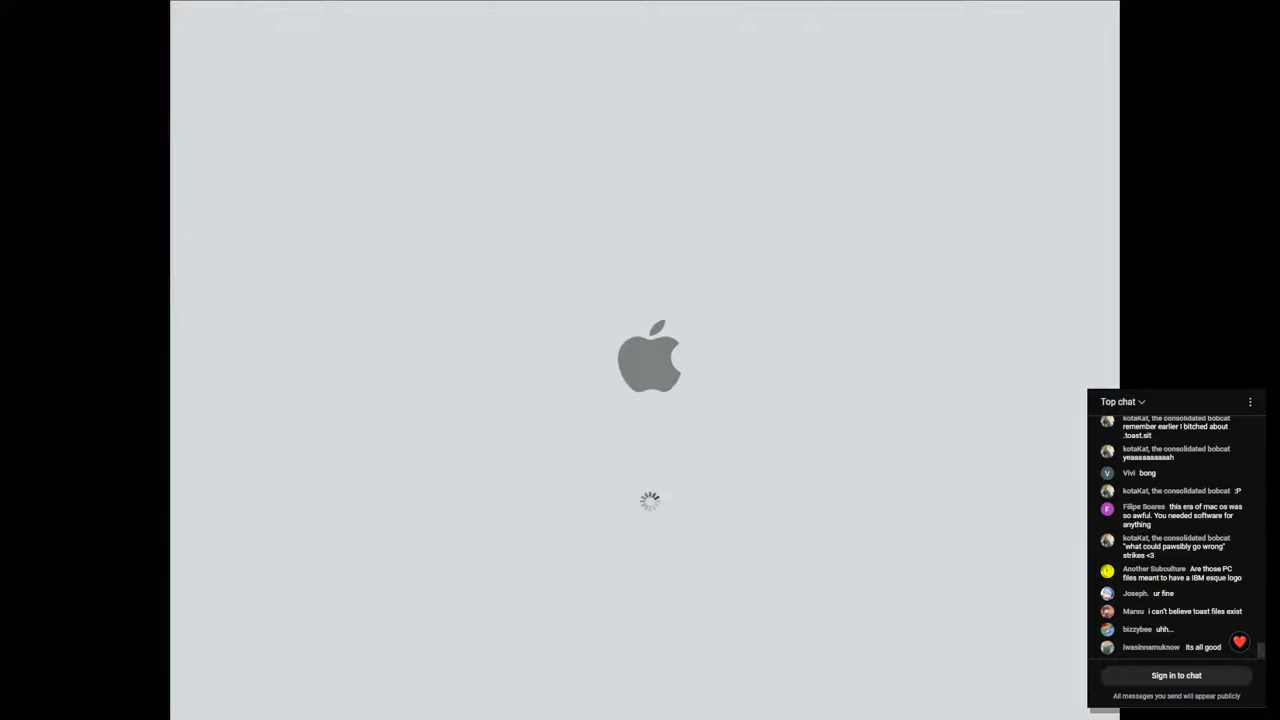 Top chat
kotaKat, the consolidated bobcat
remember earlier I bitched about
.toast.sit
kotaKat, the consolidated bobcat
yeaaaaaaaaah
V Vivi bong
kotaKat, the consolidated bobcat :P
F Filipe Soares this era of mac os was
so awful. You needed software for
anything
kotaKat, the consolidated bobcat
"what could pawsibly go wrong"
strikes <3
Another Subculture Are those PC
files meant to have a IBM esque logo
Joseph. ur fine
Marsu i can't believe toast files exist
bizzybee uhh...
iwasinnamuknow its all good
Sign in to chat
All messages you send will appear publicly